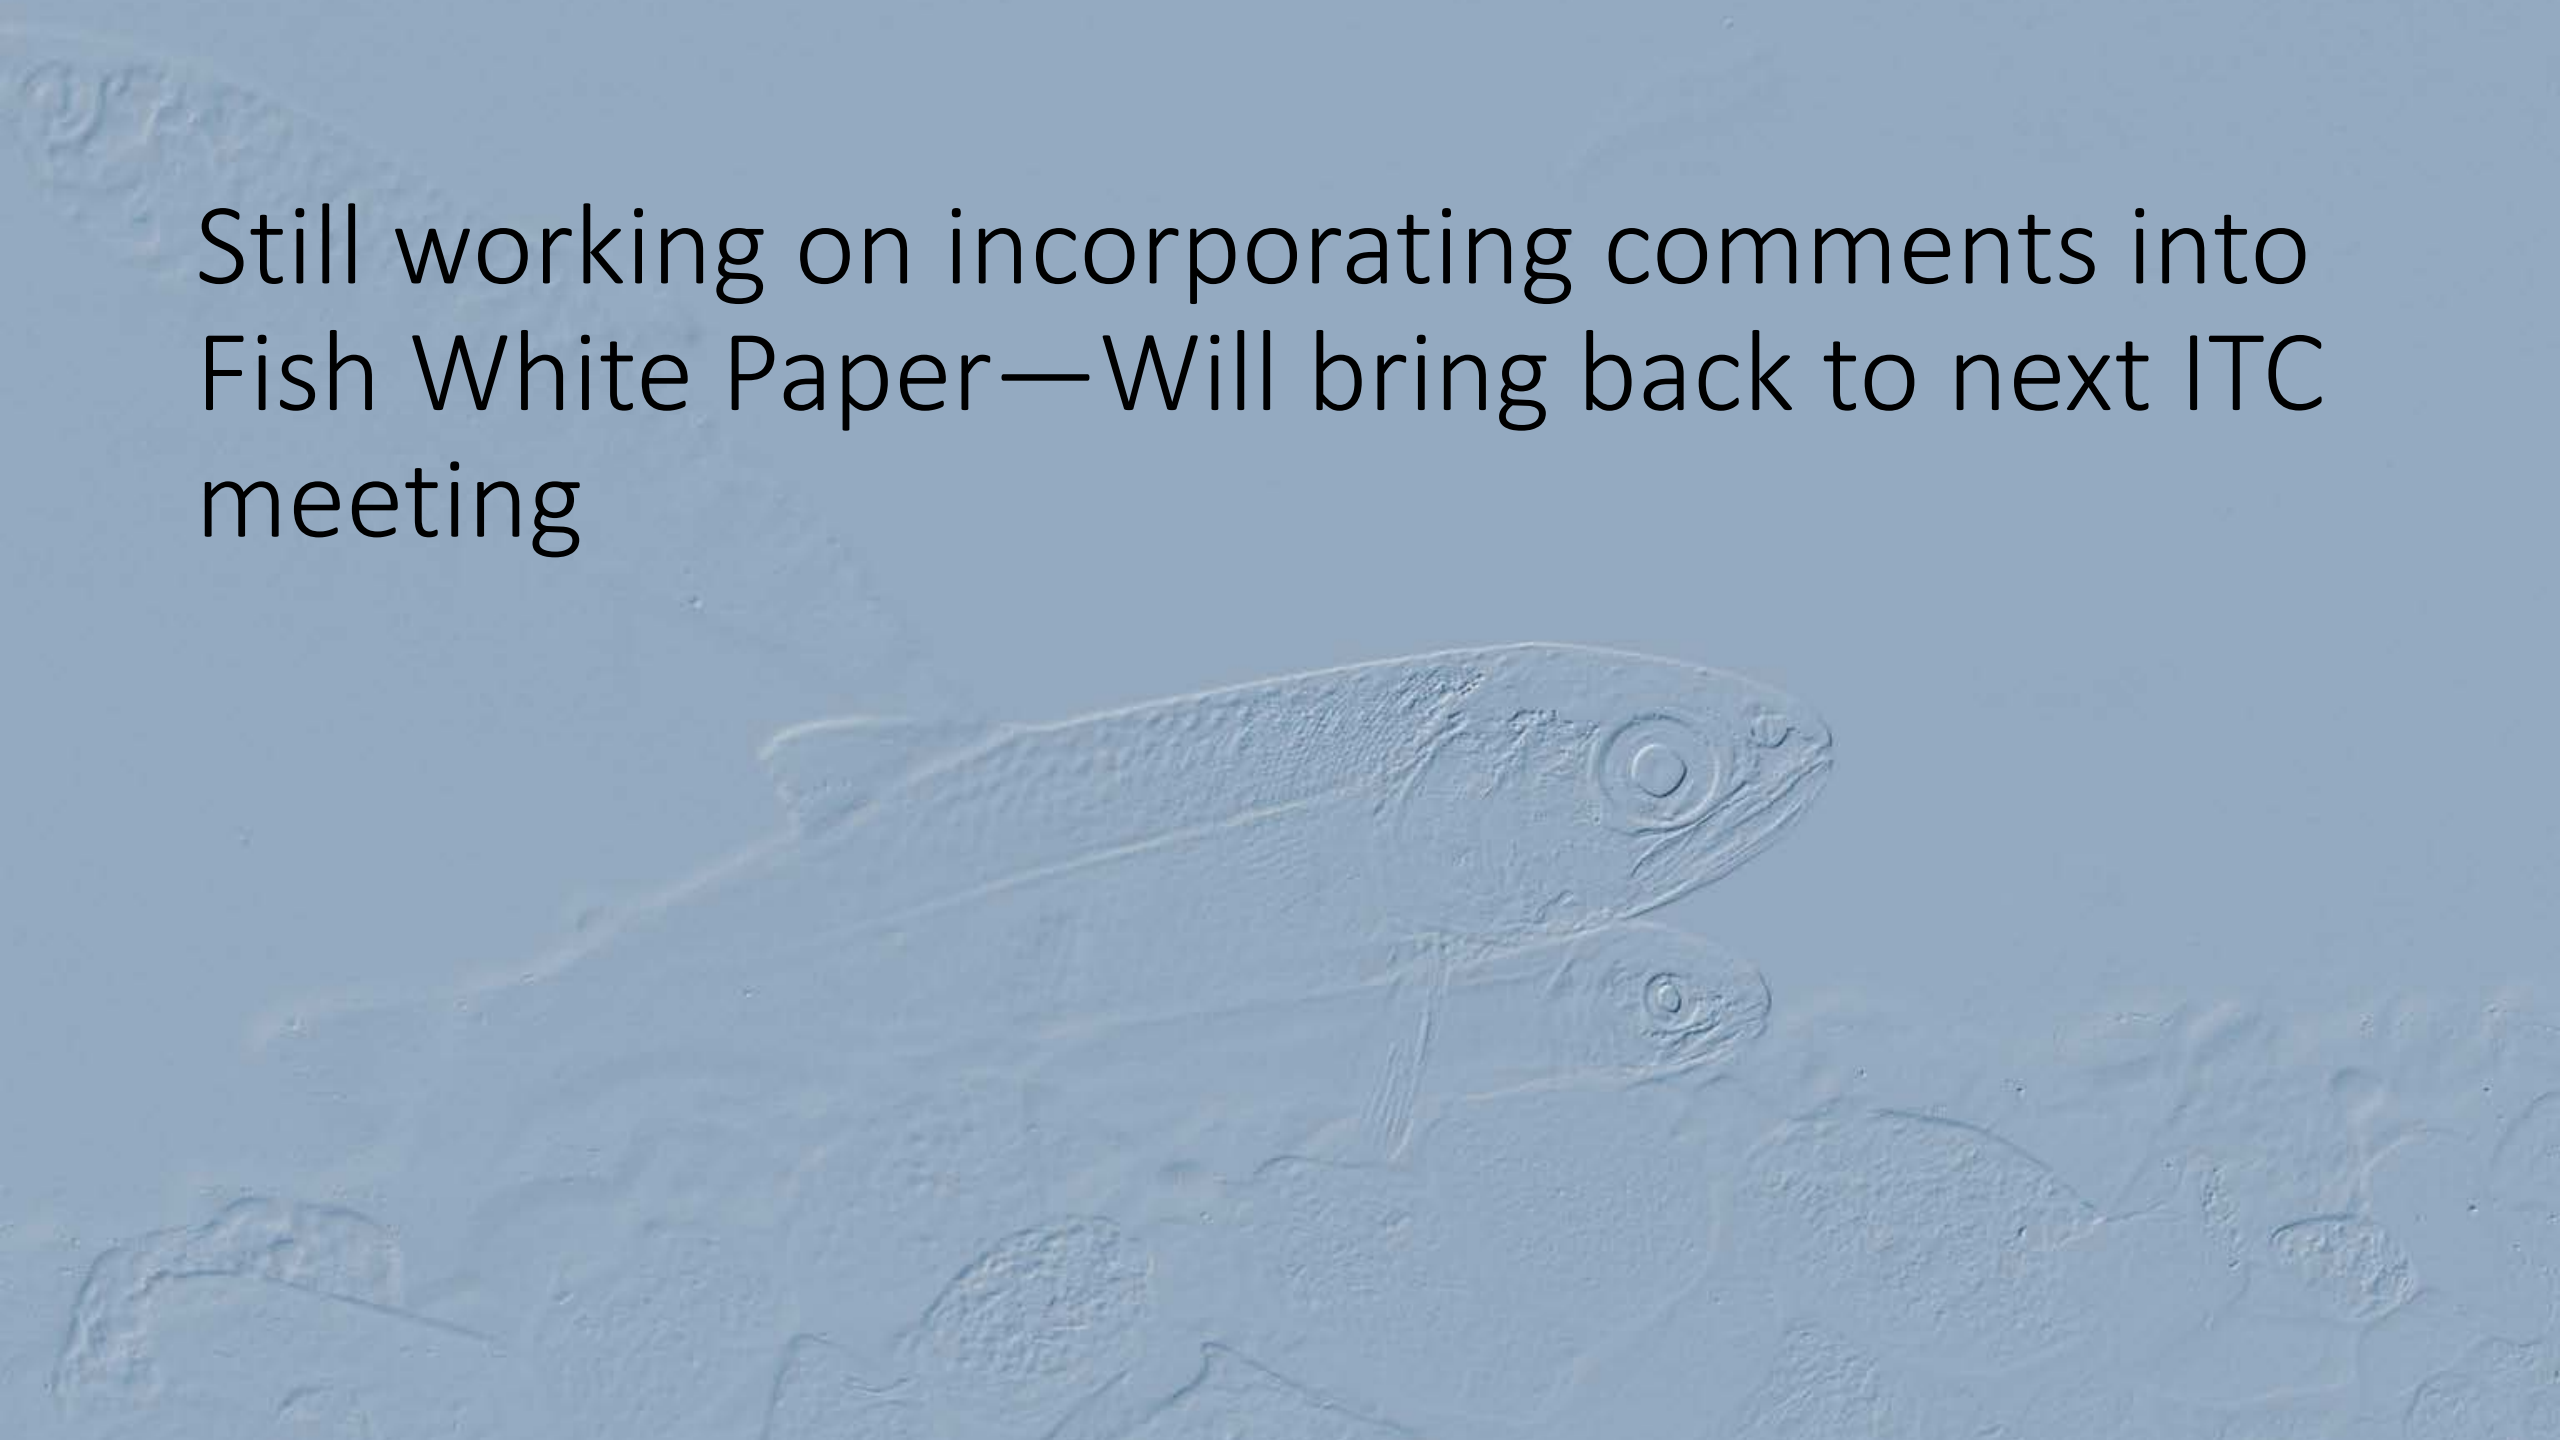 Still working on incorporating comments into
Fish White Paper—Will bring back to next ITC
meeting